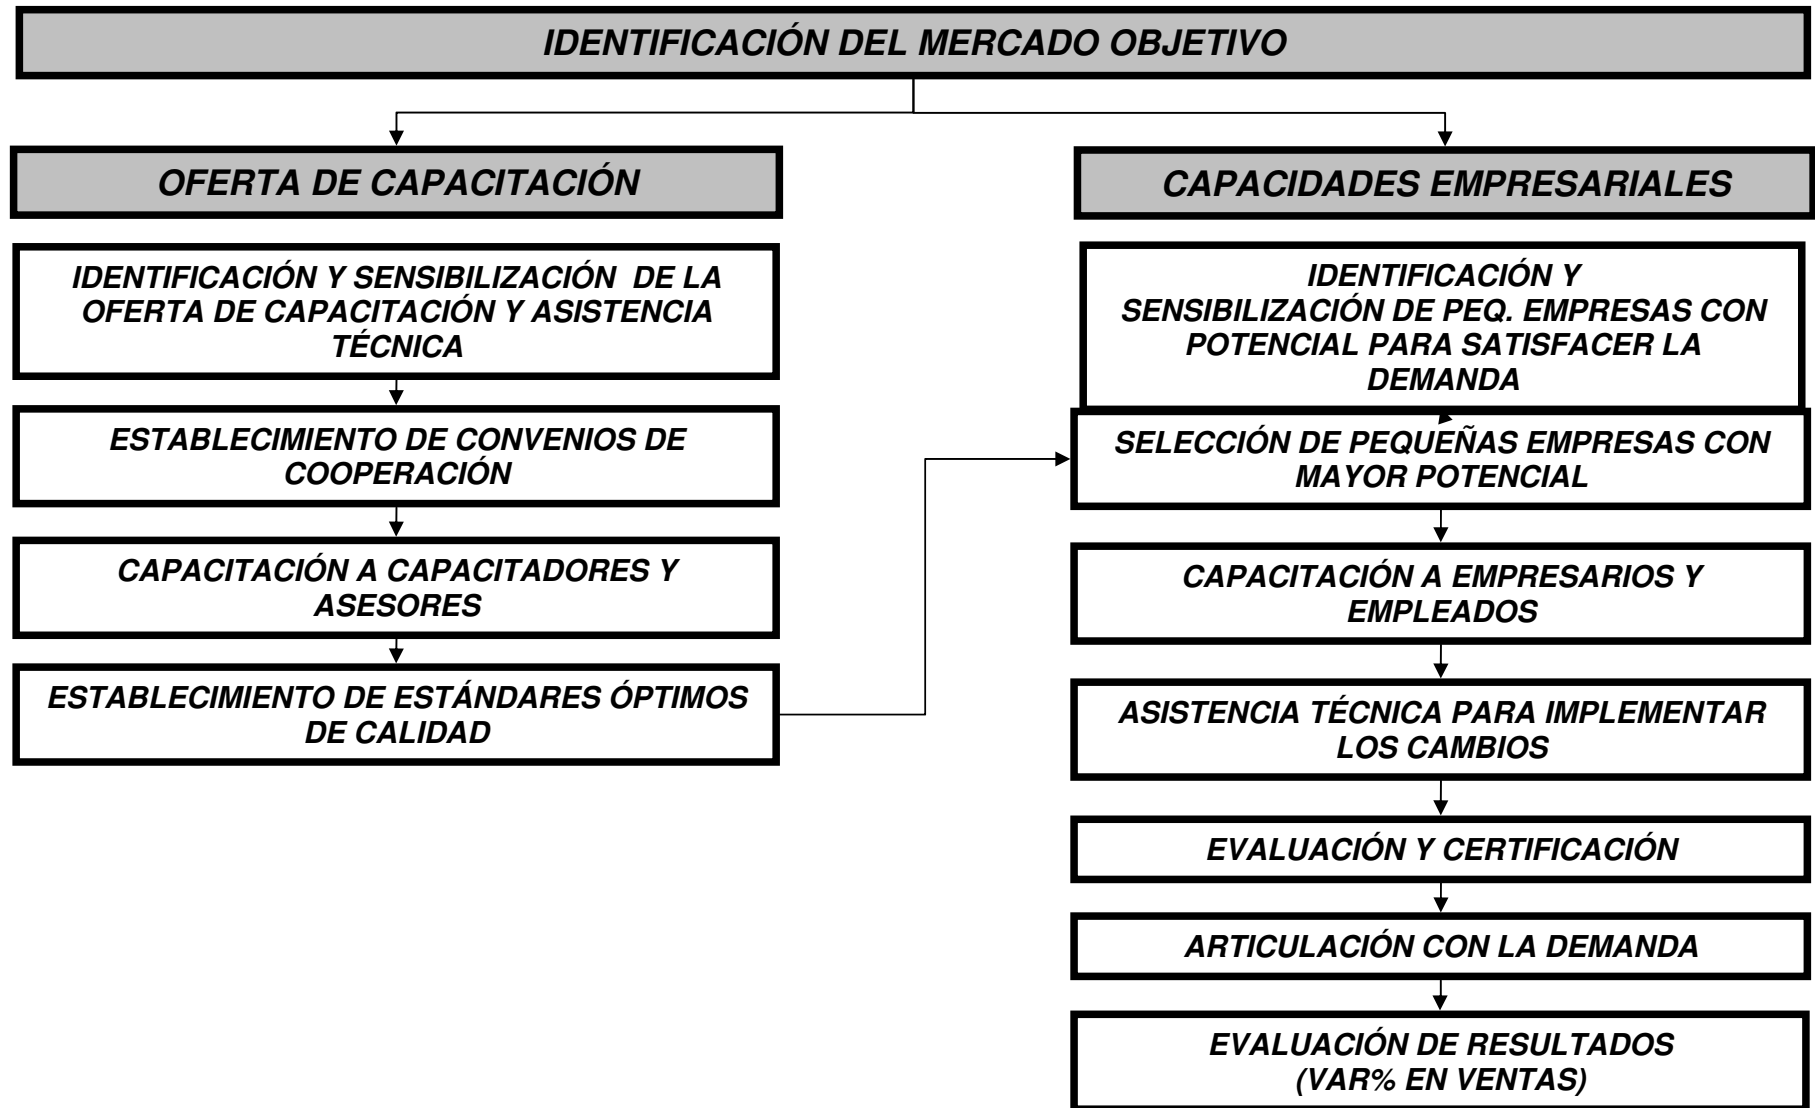 IDENTIFICACIÓN DEL MERCADO OBJETIVO
OFERTA DE CAPACITACIÓN
IDENTIFICACIÓN Y SENSIBILIZACIÓN DE LA
OFERTA DE CAPACITACIÓN Y ASISTENCIA
TÉCNICA
ESTABLECIMIENTO DE CONVENIOS DE
COOPERACIÓN
CAPACITACIÓN A CAPACITADORES Y
ASESORES
ESTABLECIMIENTO DE ESTÁNDARES ÓPTIMOS
DE CALIDAD
CAPACIDADES EMPRESARIALES
IDENTIFICACIÓN Y
SENSIBILIZACIÓN DE PEQ. EMPRESAS CON
POTENCIAL PARA SATISFACER LA
DEMANDA
SELECCIÓN DE PEQUEÑAS EMPRESAS CON
MAYOR POTENCIAL
CAPACITACIÓN A EMPRESARIOS Y
EMPLEADOS
ASISTENCIA TÉCNICA PARA IMPLEMENTAR
LOS CAMBIOS
EVALUACIÓN Y CERTIFICACIÓN
ARTICULACIÓN CON LA DEMANDA
EVALUACIÓN DE RESULTADOS
(VAR% EN VENTAS)